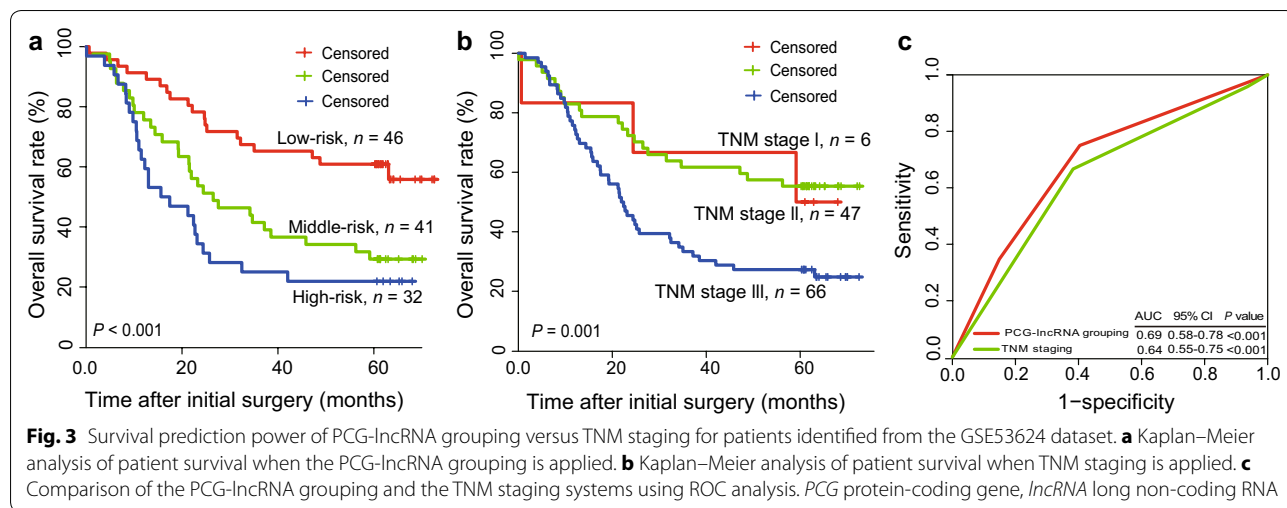 a
Censored
Censored
Censored
Overall survival rate (%)
100
80
60
40
20
0
Low-risk, n = 46
Middle-risk, n = 41
High-risk, n = 32
P < 0.001
0 20 40 60
Time after initial surgery (months)
b
Censored
Censored
Censored
Overall survival rate (%)
100
80
60
40
20
0
TNM stage I, n = 6
TNM stage II, n = 47
TNM stage III, n = 66
P = 0.001
0 20 40 60
Time after initial surgery (months)
c
Sensitivity
1.0
0.8
0.6
0.4
0.2
0.0
AUC 95% CI P value
PCG-lncRNA grouping 0.69 0.58-0.78 <0.001
TNM staging 0.64 0.55-0.75 <0.001
0.0 0.2 0.4 0.6 0.8 1.0
1−specificity
Fig. 3 Survival prediction power of PCG-lncRNA grouping versus TNM staging for patients identified from the GSE53624 dataset. a Kaplan–Meier
analysis of patient survival when the PCG-lncRNA grouping is applied. b Kaplan–Meier analysis of patient survival when TNM staging is applied. c
Comparison of the PCG-lncRNA grouping and the TNM staging systems using ROC analysis. PCG protein-coding gene, lncRNA long non-coding RNA